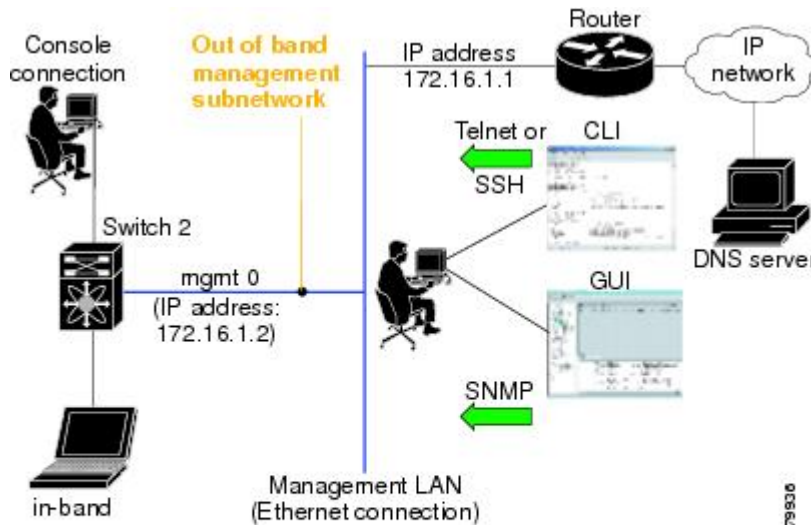 Console
connection
Out of band
management
subnetwork
IP address
172.16.1.1
Router
IP
network
Telnet or
SSH
CLI
DNS server
Switch 2
mgmt 0
(IP address:
172.16.1.2)
GUI
SNMP
in-band
Management LAN
(Ethernet connection)
79936